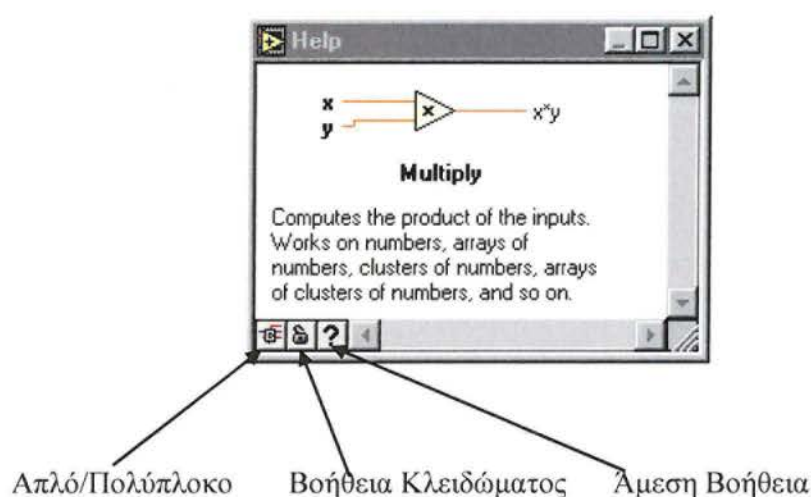 Help
x
x
x*y
y
Multiply
Computes the product of the inputs.
Works on numbers, arrays of
numbers, clusters of numbers, arrays
of clusters of numbers, and so on.
?
Απλό/Πολύπλοκο Βοήθεια Κλειδώματος Άμεση Βοήθεια